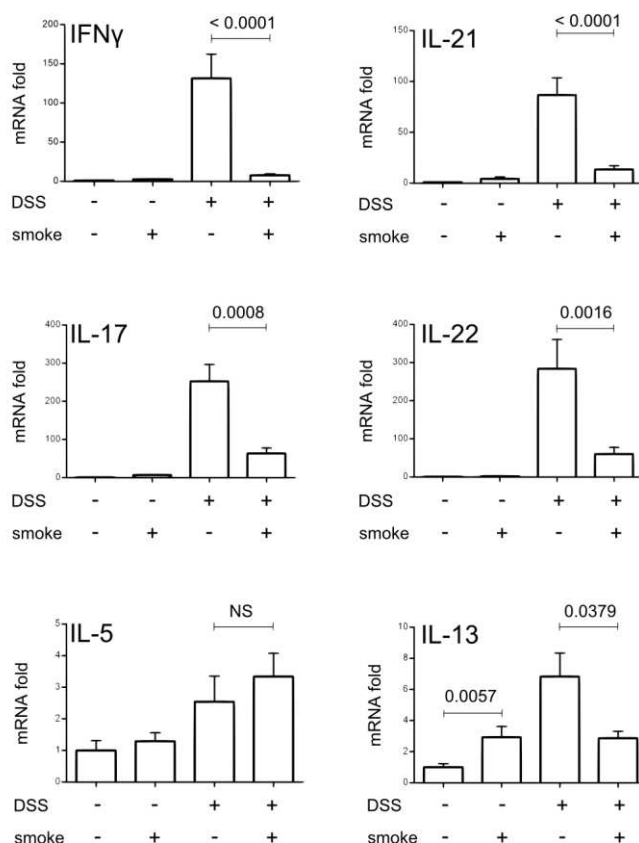 IFNγ
< 0.0001
mRNA fold
200
150
100
50
0
DSS - - + +
smoke - + - +
IL-21
< 0.0001
mRNA fold
150
100
50
0
DSS - - + +
smoke - + - +
IL-17
0.0008
mRNA fold
400
300
200
100
0
DSS - - + +
smoke - + - +
IL-22
0.0016
mRNA fold
400
300
200
100
0
DSS - - + +
smoke - + - +
IL-5
NS
mRNA fold
5
4
3
2
1
0
DSS - - + +
smoke - + - +
IL-13
0.0379
0.0057
mRNA fold
10
8
6
4
2
0
DSS - - + +
smoke - + - +